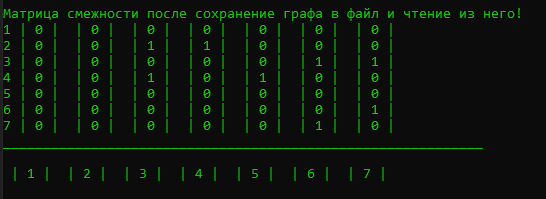 Матрица смежности после сохранение графа в файл и чтение из него!
1 | 0 |  | 0 |  | 0 |  | 0 |  | 0 |  | 0 |  | 0 |
2 | 0 |  | 0 |  | 1 |  | 1 |  | 0 |  | 0 |  | 0 |
3 | 0 |  | 0 |  | 0 |  | 0 |  | 0 |  | 1 |  | 1 |
4 | 0 |  | 0 |  | 1 |  | 0 |  | 1 |  | 0 |  | 0 |
5 | 0 |  | 0 |  | 0 |  | 0 |  | 0 |  | 0 |  | 0 |
6 | 0 |  | 0 |  | 0 |  | 0 |  | 0 |  | 0 |  | 1 |
7 | 0 |  | 0 |  | 0 |  | 0 |  | 0 |  | 1 |  | 0 |
____________________________________________________________
| 1 |  | 2 |  | 3 |  | 4 |  | 5 |  | 6 |  | 7 |